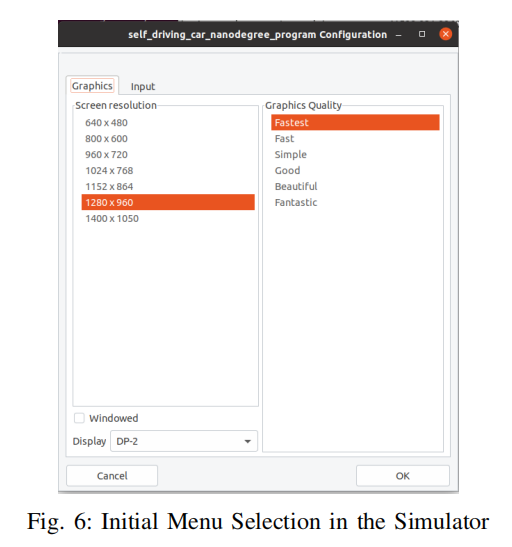 self_driving_car_nanodegree_program Configuration
Graphics
Input
Screen resolution
640 x 480
800 x 600
960 x 720
1024 x 768
1152 x 864
1280 x 960
1400 x 1050
Graphics Quality
Fastest
Fast
Simple
Good
Beautiful
Fantastic
Windowed
Display DP-2
Cancel
OK
Fig. 6: Initial Menu Selection in the Simulator